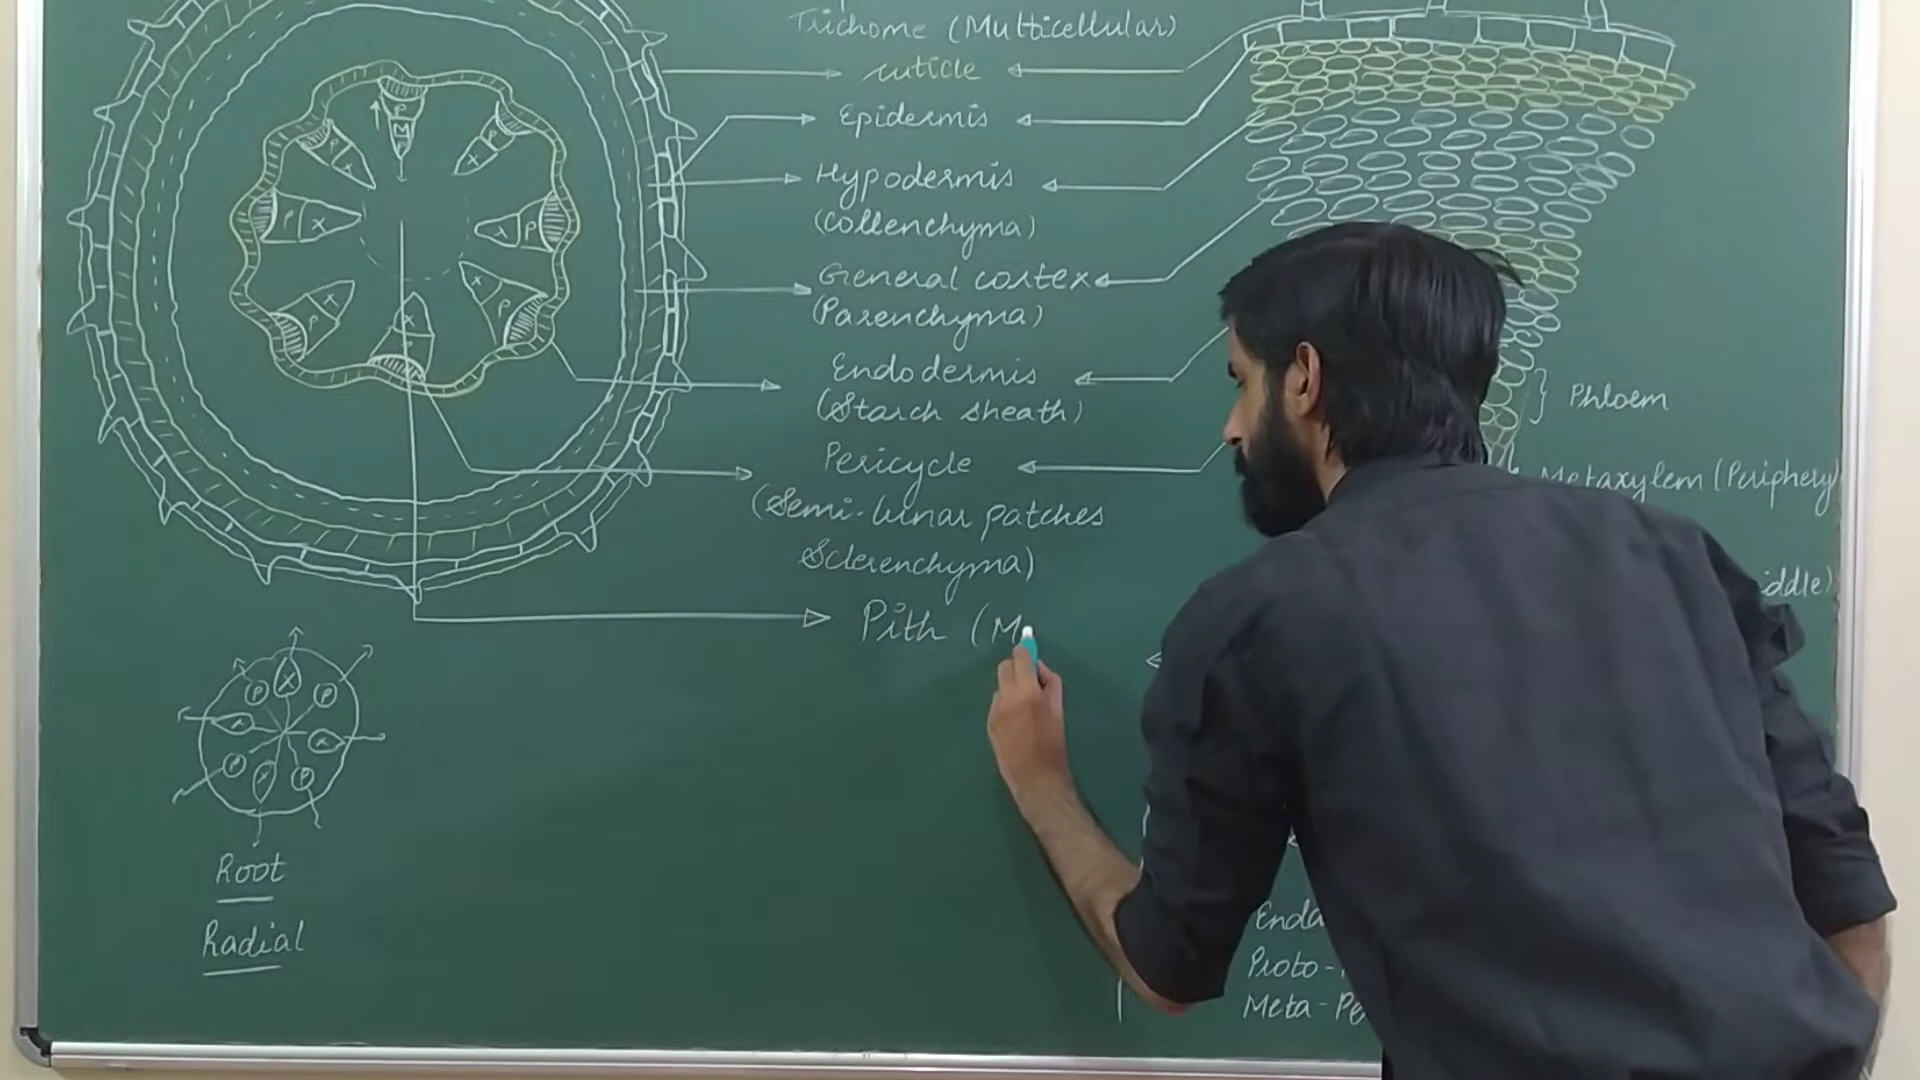 Trichome (Multicellular)
cuticle
Epidermis
Hypodermis
(Collenchyma)
General cortex
(Parenchyma)
Endodermis
(Starch sheath)
Phloem
Pericycle
Metaxylem (Periphery)
(Semi-lunar patches
Sclerenchyma)
iddle)
Pith (M
Root
Radial
Enda
Proto-
Meta-Pe